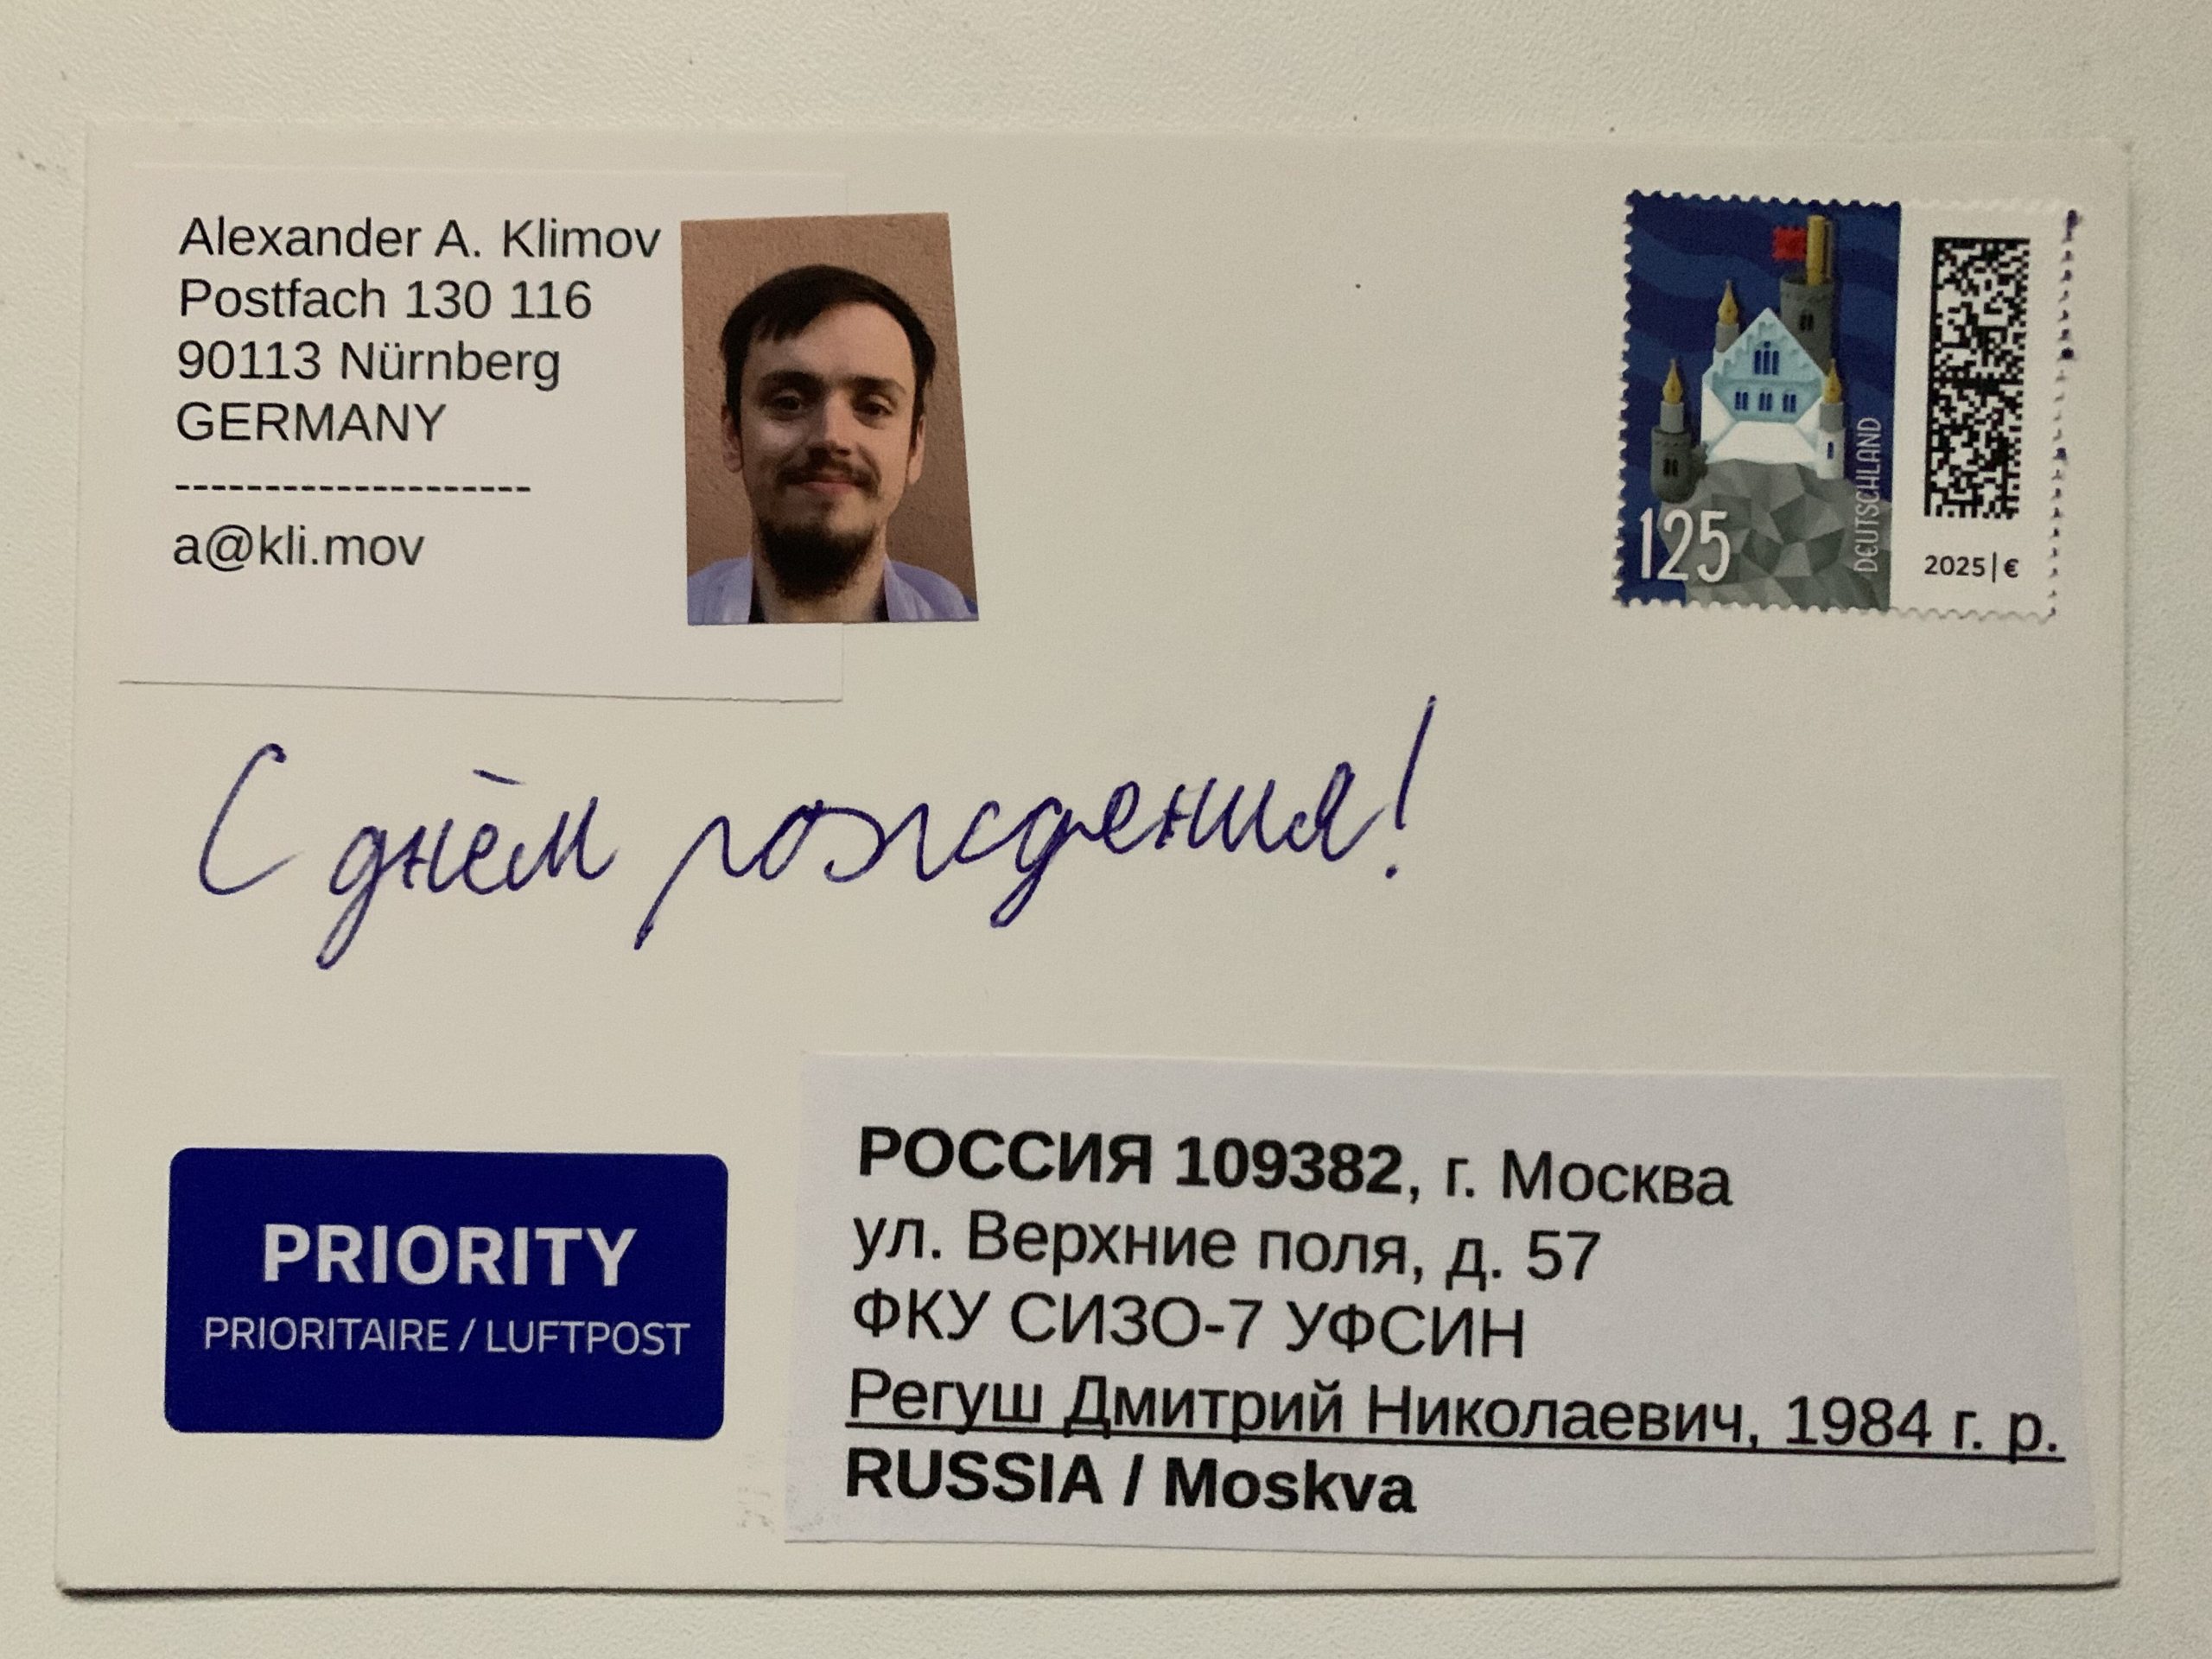 Alexander A. Klimov
Postfach 130 116
90113 Nürnberg
GERMANY
--------------------
a@kli.mov
125
DEUTSCHLAND
2025|€
С днём рождения!
PRIORITY
PRIORITAIRE / LUFTPOST
РОССИЯ 109382, г. Москва
ул. Верхние поля, д. 57
ФКУ СИЗО-7 УФСИН
Регуш Дмитрий Николаевич, 1984 г. р.
RUSSIA / Moskva